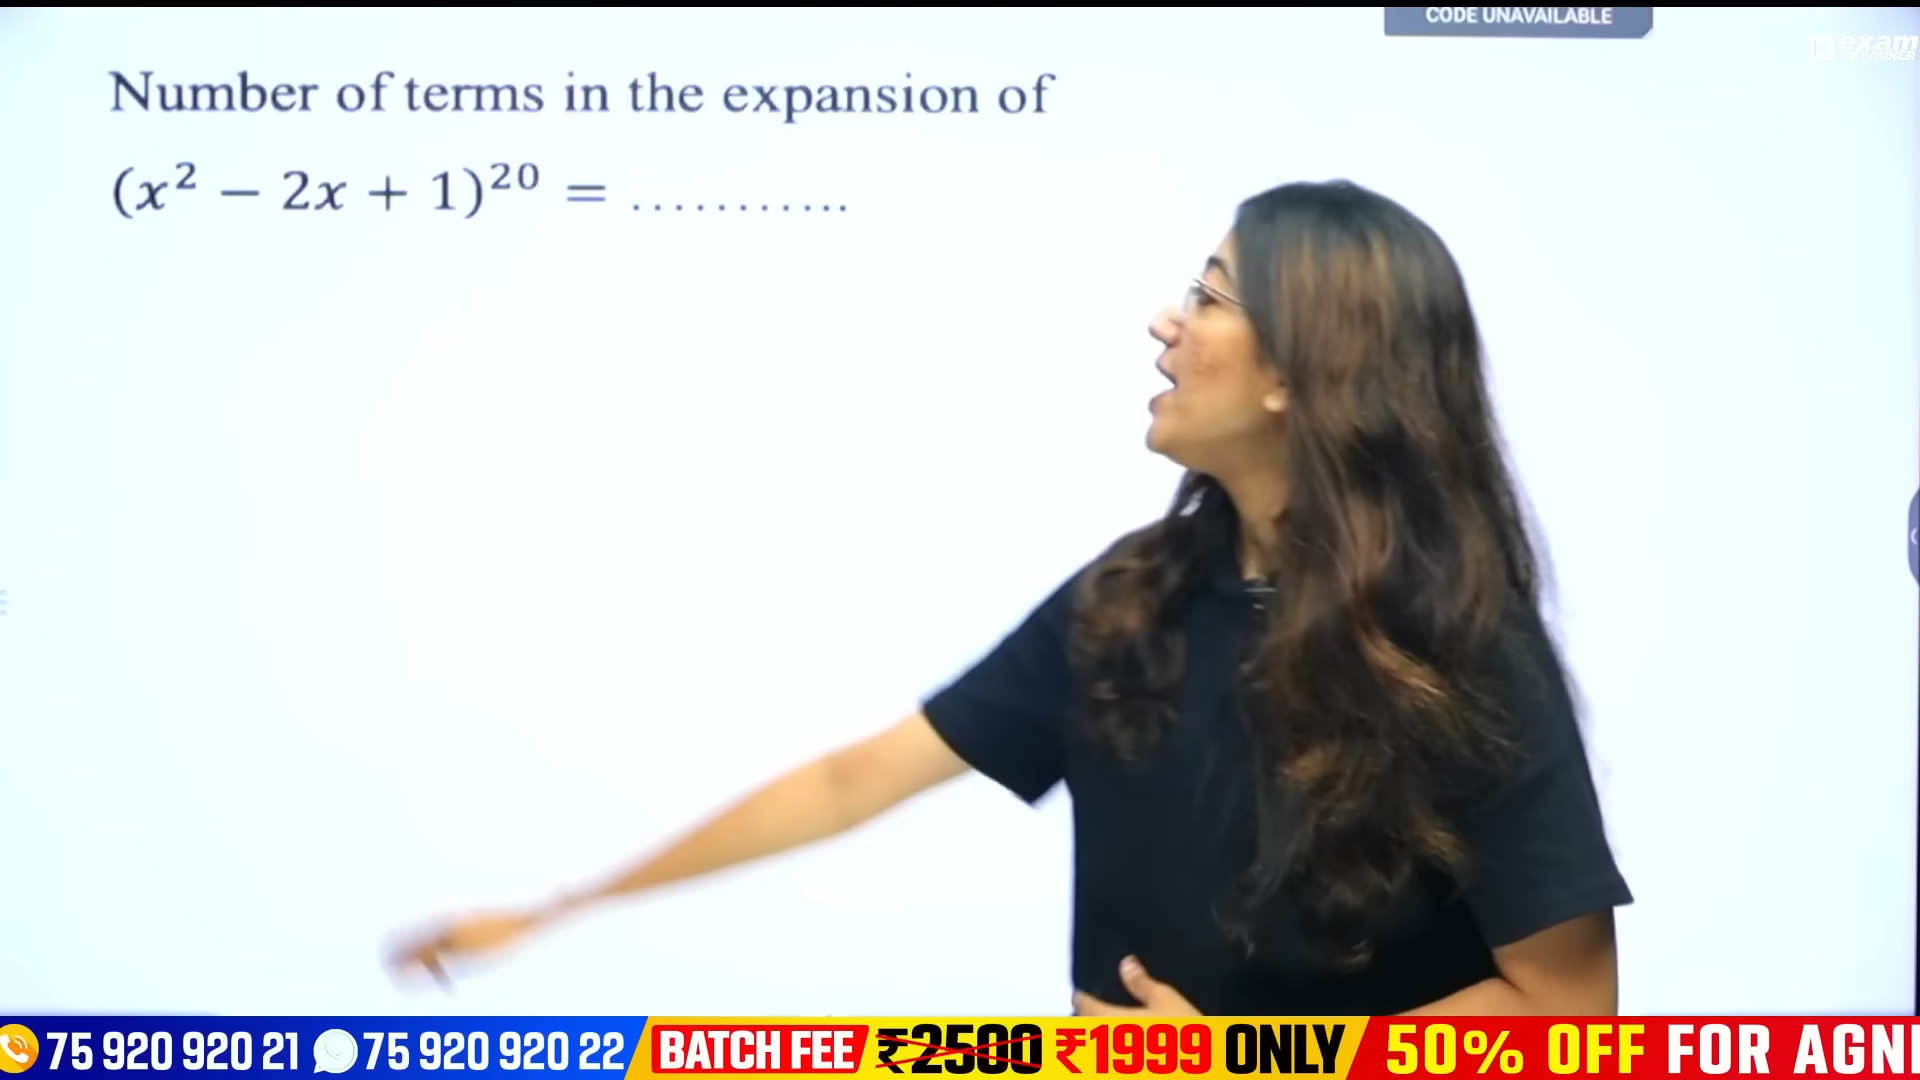 CODE UNAVAILABLE
exam
WINNER
Number of terms in the expansion of
(x² − 2x + 1)²⁰ = ...........
75 920 920 21 75 920 920 22 BATCH FEE ₹2500 ₹1999 ONLY 50% OFF FOR AGNI